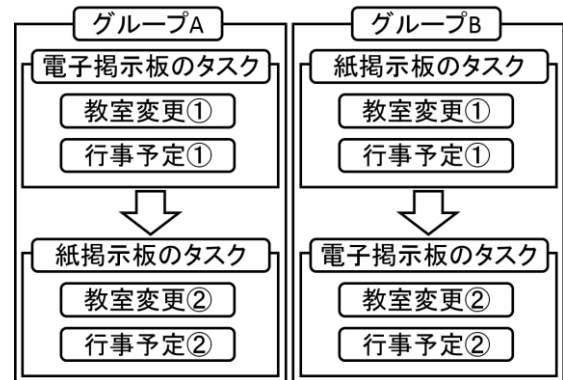 グループA
電子掲示板のタスク
教室変更①
行事予定①
紙掲示板のタスク
教室変更②
行事予定②
グループB
紙掲示板のタスク
教室変更①
行事予定①
電子掲示板のタスク
教室変更②
行事予定②